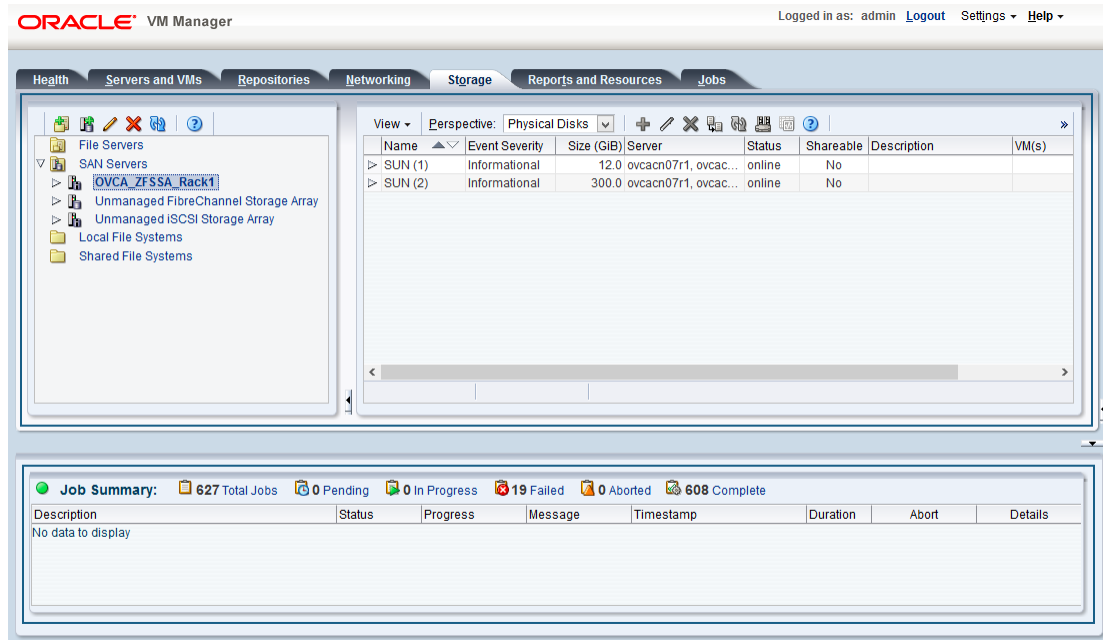 ORACLE VM Manager
Logged in as: admin Logout Settings Help
Health Servers and VMs Repositories Networking Storage Reports and Resources Jobs
File Servers
SAN Servers
OVCA_ZFSSA_Rack1
Unmanaged FibreChannel Storage Array
Unmanaged iSCSI Storage Array
Local File Systems
Shared File Systems
View Perspective: Physical Disks
Name Event Severity Size (GiB) Server Status Shareable Description VM(s)
SUN (1) Informational 12.0 ovcacn07r1, ovcac... online No
SUN (2) Informational 300.0 ovcacn07r1, ovcac... online No
Job Summary: 627 Total Jobs 0 Pending 0 In Progress 19 Failed 0 Aborted 608 Complete
Description Status Progress Message Timestamp Duration Abort Details
No data to display